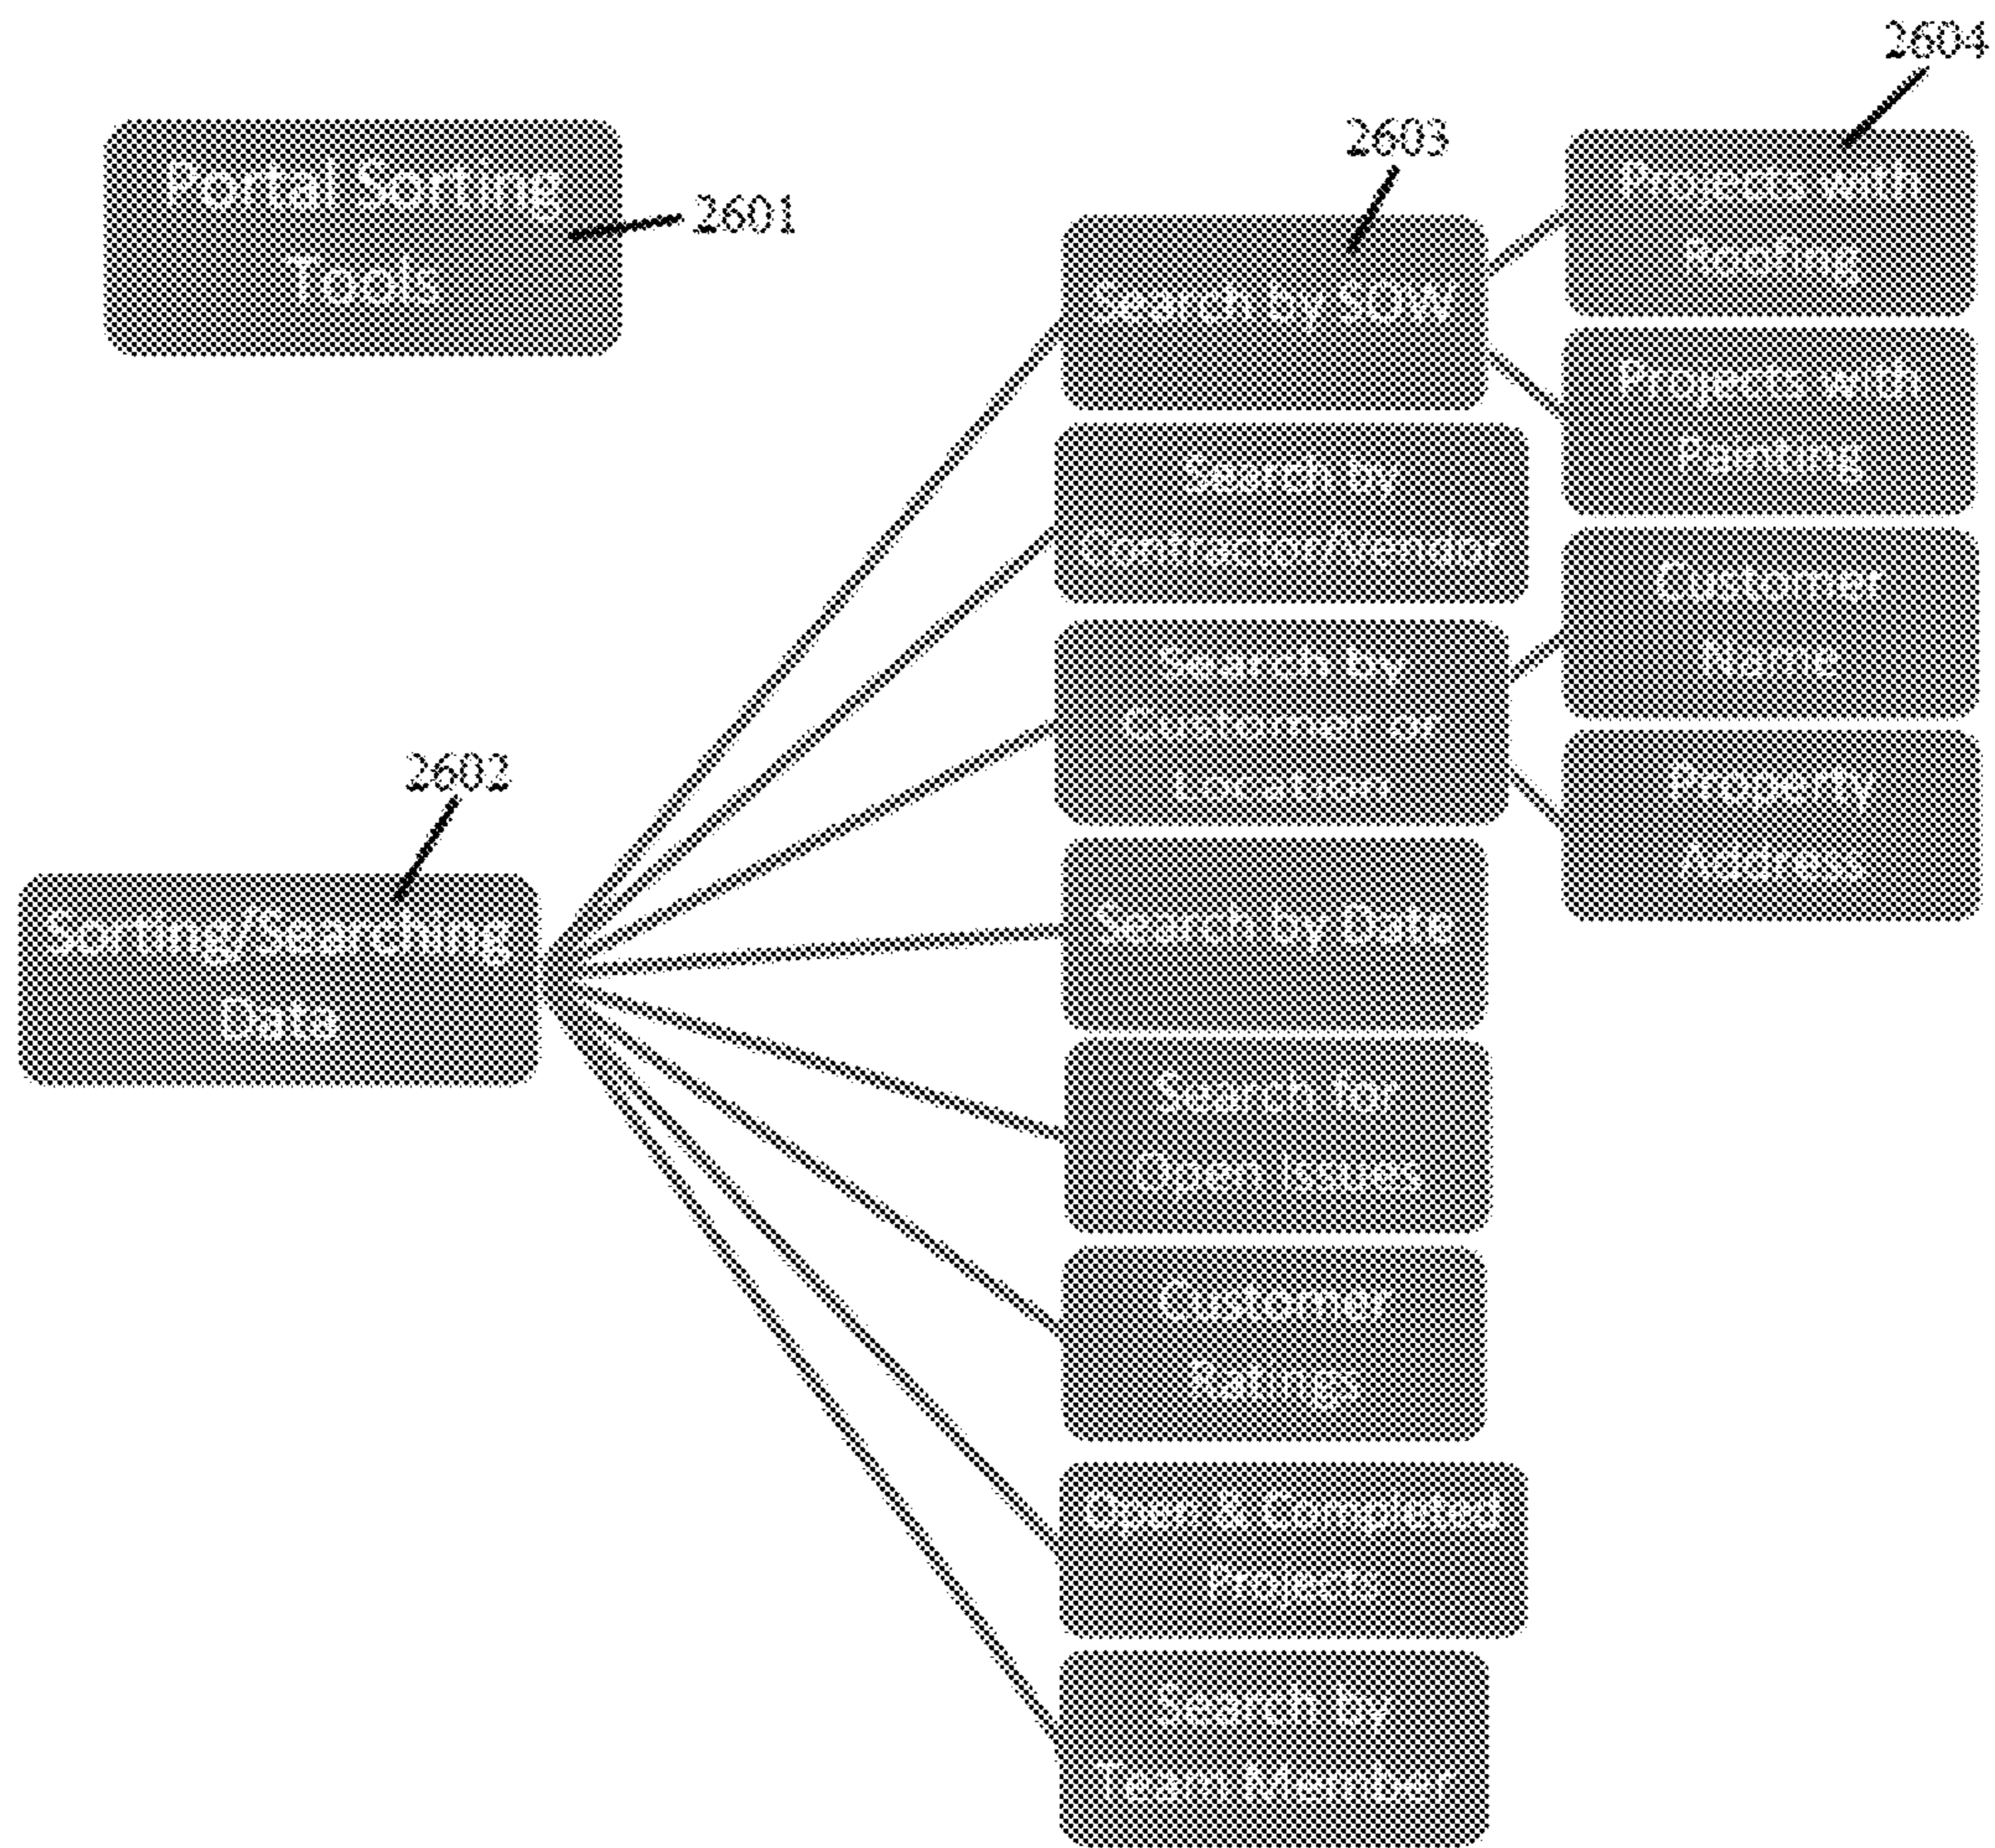 2604
2603
Portal Sorting
Tools
2601
Projects with
Roofing
Search by SOW
Projects with
Painting
Search by
Contractor/Vendor
Customer
Name
Search by
Customer or
Location
Property
Address
2602
Sorting/Searching
Data
Search by Date
Search for
Open Issues
Customer
Ratings
Open & Completed
Projects
Search by
Team Member